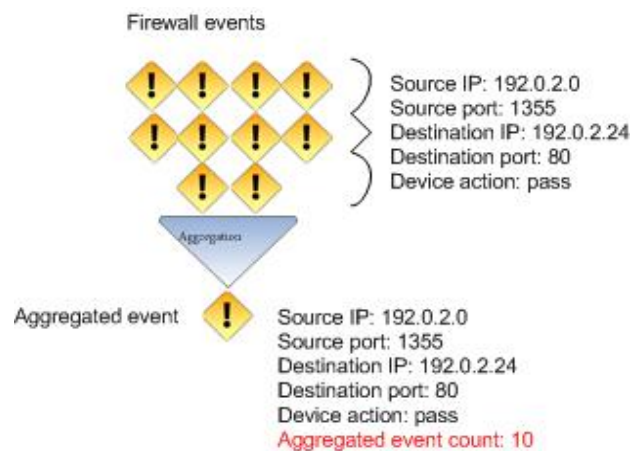 Firewall events
Source IP: 192.0.2.0
Source port: 1355
Destination IP: 192.0.2.24
Destination port: 80
Device action: pass
Aggregation
Aggregated event
Source IP: 192.0.2.0
Source port: 1355
Destination IP: 192.0.2.24
Destination port: 80
Device action: pass
Aggregated event count: 10